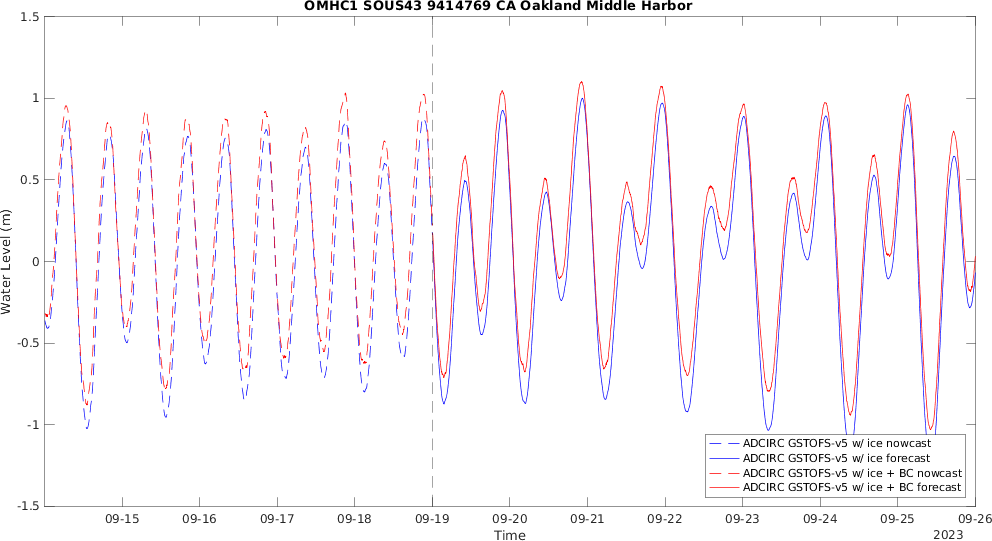 OMHC1 SOUS43 9414769 CA Oakland Middle Harbor
1.5
1
0.5
0
-0.5
-1
-1.5
Water Level (m)
ADCIRC GSTOFS-v5 w/ ice nowcast
ADCIRC GSTOFS-v5 w/ ice forecast
ADCIRC GSTOFS-v5 w/ ice + BC nowcast
ADCIRC GSTOFS-v5 w/ ice + BC forecast
09-15 09-16 09-17 09-18 09-19 09-20 09-21 09-22 09-23 09-24 09-25 09-26
Time
2023